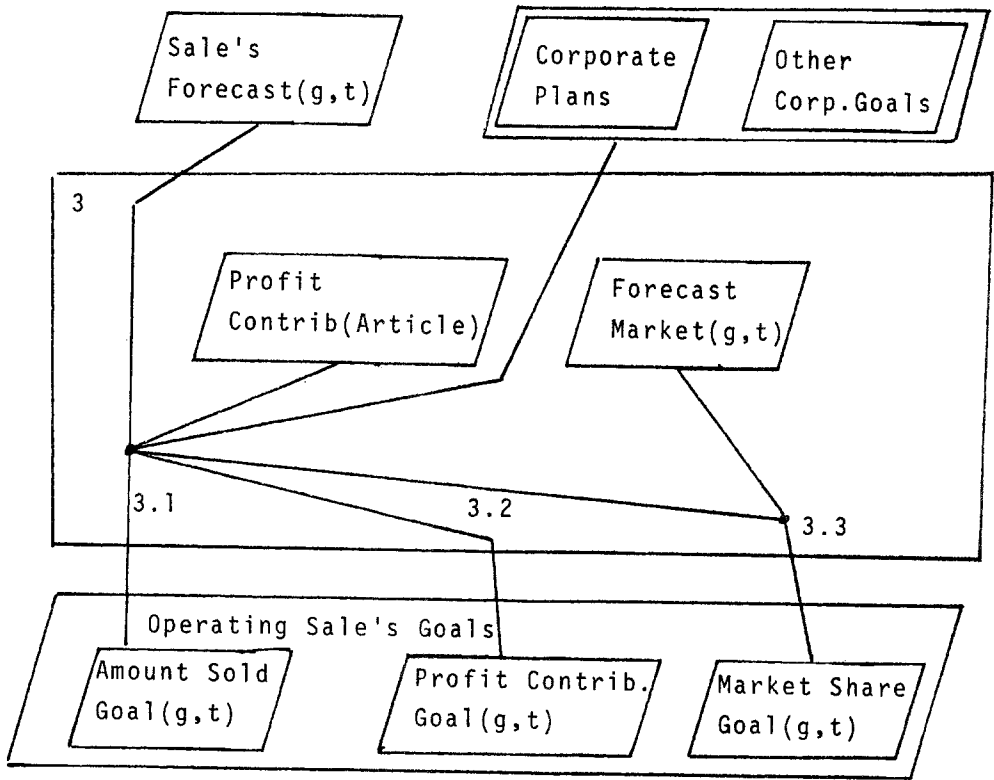 Sale's
Forecast(g,t)
Corporate
Plans
Other
Corp.Goals
3
Profit
Contrib(Article)
Forecast
Market(g,t)
3.1
3.2
3.3
Operating Sale's Goals
Amount Sold
Goal(g,t)
Profit Contrib.
Goal(g,t)
Market Share
Goal(g,t)